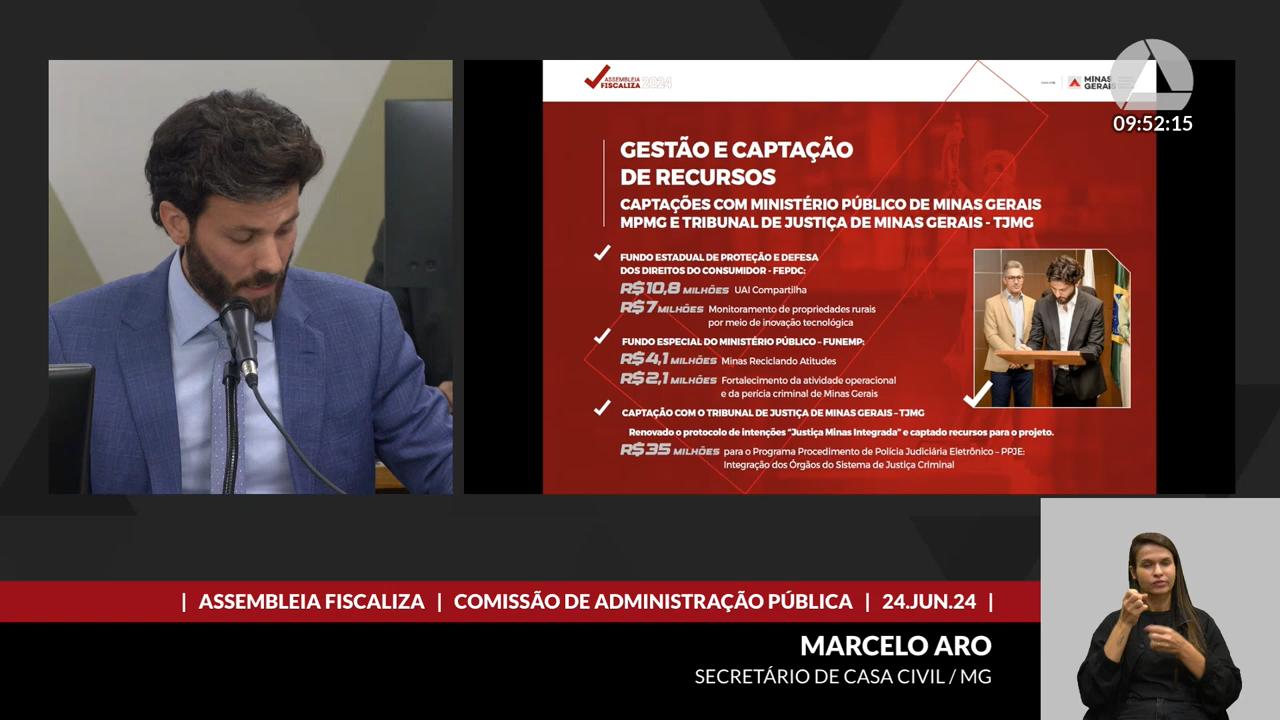 ASSEMBLEIA
FISCALIZA 2024
MINAS
GERAIS
09:52:15
GESTÃO E CAPTAÇÃO
DE RECURSOS
CAPTAÇÕES COM MINISTÉRIO PÚBLICO DE MINAS GERAIS
MPMG E TRIBUNAL DE JUSTIÇA DE MINAS GERAIS - TJMG
FUNDO ESTADUAL DE PROTEÇÃO E DEFESA
DOS DIREITOS DO CONSUMIDOR - FEPDC:
R$10,8 MILHÕES UAI Compartilha
R$7 MILHÕES Monitoramento de propriedades rurais
por meio de inovação tecnológica
FUNDO ESPECIAL DO MINISTÉRIO PÚBLICO – FUNEMP:
R$4,1 MILHÕES Minas Reciclando Atitudes
R$2,1 MILHÕES Fortalecimento da atividade operacional
e da perícia criminal de Minas Gerais
CAPTAÇÃO COM O TRIBUNAL DE JUSTIÇA DE MINAS GERAIS – TJMG
Renovado o protocolo de intenções “Justiça Minas Integrada” e captado recursos para o projeto.
R$35 MILHÕES para o Programa Procedimento de Polícia Judiciária Eletrônico – PPJE:
Integração dos Órgãos do Sistema de Justiça Criminal
| ASSEMBLEIA FISCALIZA | COMISSÃO DE ADMINISTRAÇÃO PÚBLICA | 24.JUN.24 |
MARCELO ARO
SECRETÁRIO DE CASA CIVIL / MG